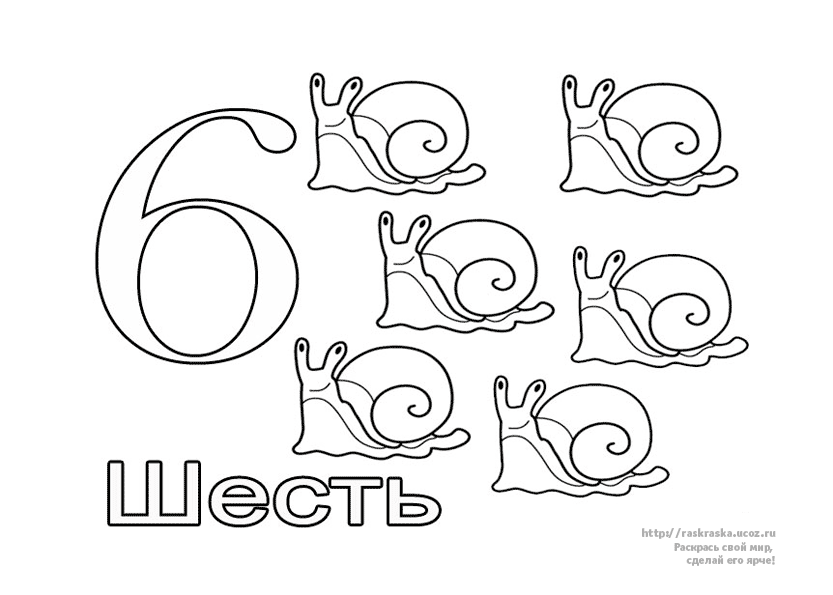 6
Шесть
http//raskraska.ucoz.ru
Раскрась свой мир,
сделай его ярче!